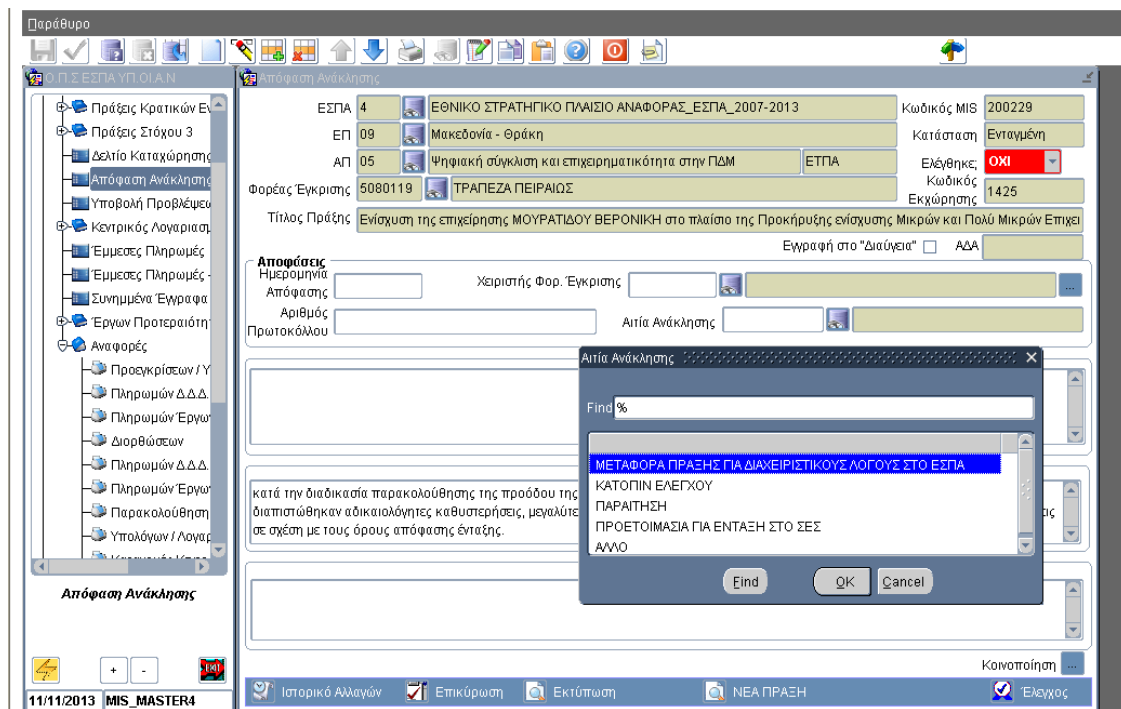 Παράθυρο
Ο.Π.Σ ΕΣΠΑ ΥΠ.ΟΙ.Α.Ν
Πράξεις Κρατικών Εν
Πράξεις Στόχου 3
Δελτίο Καταχώρησης
Απόφαση Ανάκλησης
Υποβολή Προβλέψεω
Κεντρικός Λογαριασμ
Έμμεσες Πληρωμές
Έμμεσες Πληρωμές -
Συνημμένα Έγγραφα
Έργων Προτεραιότη
Αναφορές
Προεγκρίσεων / Υ
Πληρωμών Δ.Δ.Δ.
Πληρωμών Έργω
Διορθώσεων
Πληρωμών Δ.Δ.Δ.
Πληρωμών Έργω
Παρακολούθηση
Υπολόγων / Λογαρ
Απόφαση Ανάκλησης
+ -
EXIT
11/11/2013 MIS_MASTER4
Απόφαση Ανάκλησης
ΕΣΠΑ 4 ΕΘΝΙΚΟ ΣΤΡΑΤΗΓΙΚΟ ΠΛΑΙΣΙΟ ΑΝΑΦΟΡΑΣ_ΕΣΠΑ_2007-2013 Κωδικός MIS 200229
ΕΠ 09 Μακεδονία - Θράκη Κατάσταση Ενταγμένη
ΑΠ 05 Ψηφιακή σύγκλιση και επιχειρηματικότητα στην ΠΔΜ ΕΤΠΑ Ελέγθηκε; ΟΧΙ
Φορέας Έγκρισης 5080119 ΤΡΑΠΕΖΑ ΠΕΙΡΑΙΩΣ Κωδικός Εκχώρησης 1425
Τίτλος Πράξης Ενίσχυση της επιχείρησης ΜΟΥΡΑΤΙΔΟΥ ΒΕΡΟΝΙΚΗ στο πλαίσιο της Προκήρυξης ενίσχυσης Μικρών και Πολύ Μικρών Επιχει
Εγγραφή στο "Διαύγεια" ΑΔΑ
Αποφάσεις
Ημερομηνία Απόφασης Χειριστής Φορ. Έγκρισης ...
Αριθμός Πρωτοκόλλου Αιτία Ανάκλησης
Αιτία Ανάκλησης
Find %
ΜΕΤΑΦΟΡΑ ΠΡΑΞΗΣ ΓΙΑ ΔΙΑΧΕΙΡΙΣΤΙΚΟΥΣ ΛΟΓΟΥΣ ΣΤΟ ΕΣΠΑ
ΚΑΤΟΠΙΝ ΕΛΕΓΧΟΥ
ΠΑΡΑΙΤΗΣΗ
ΠΡΟΕΤΟΙΜΑΣΙΑ ΓΙΑ ΕΝΤΑΞΗ ΣΤΟ ΣΕΣ
ΑΛΛΟ
Find OK Cancel
κατά την διαδικασία παρακολούθησης της προόδου της
διαπιστώθηκαν αδικαιολόγητες καθυστερήσεις, μεγαλύτε
σε σχέση με τους όρους απόφασης ένταξης.
Κοινοποίηση ...
Ιστορικό Αλλαγών Επικύρωση Εκτύπωση ΝΕΑ ΠΡΑΞΗ Έλεγχος